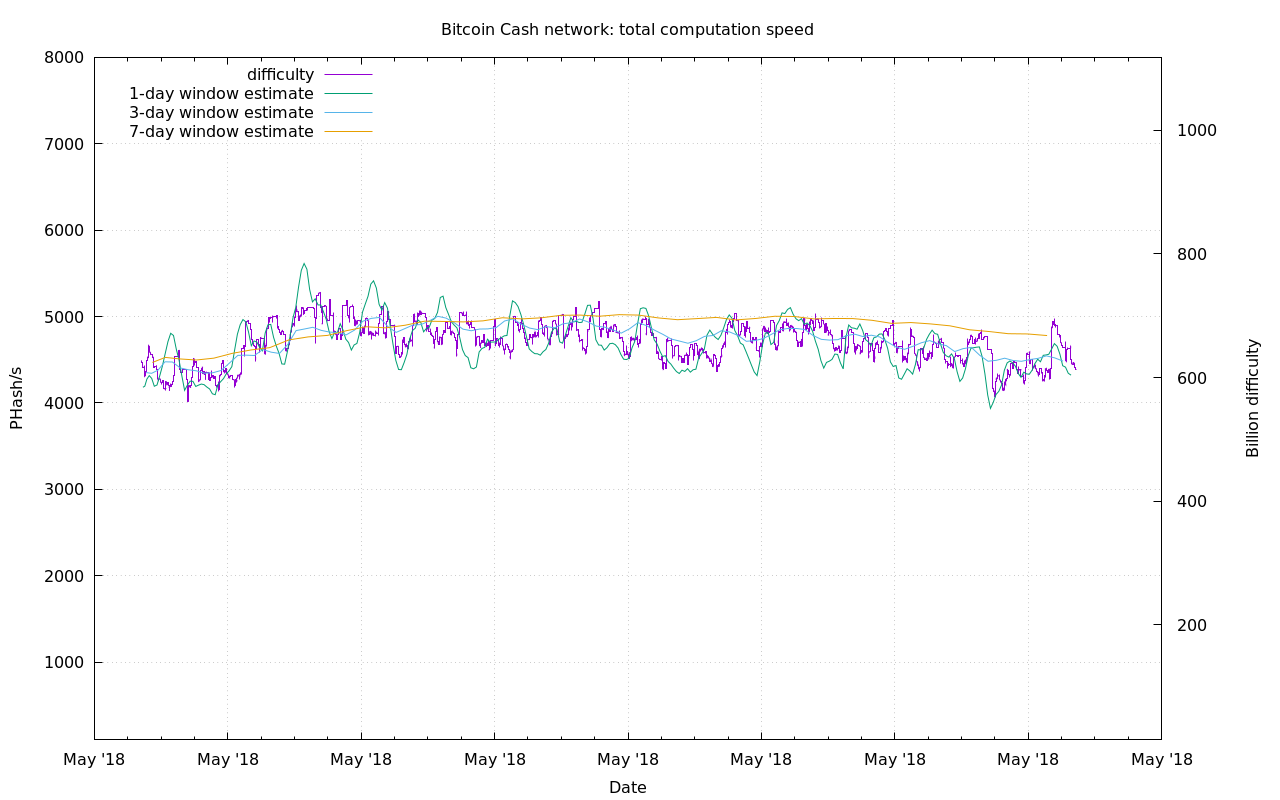 Bitcoin Cash network: total computation speed
8000
7000
6000
5000
4000
3000
2000
1000
difficulty
1-day window estimate
3-day window estimate
7-day window estimate
1000
800
600
400
200
PHash/s
Billion difficulty
May '18 May '18 May '18 May '18 May '18 May '18 May '18 May '18 May '18
Date